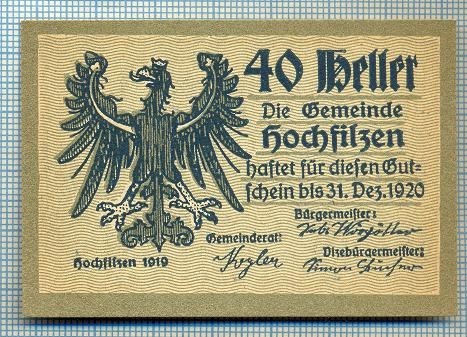 40 Heller
Die Gemeinde
Hochfilzen
haftet für diesen Gut=
schein bis 31. Dez. 1920
Bürgermeister:
Gemeinderat:
Vizebürgermeister:
Hochfilzen 1919